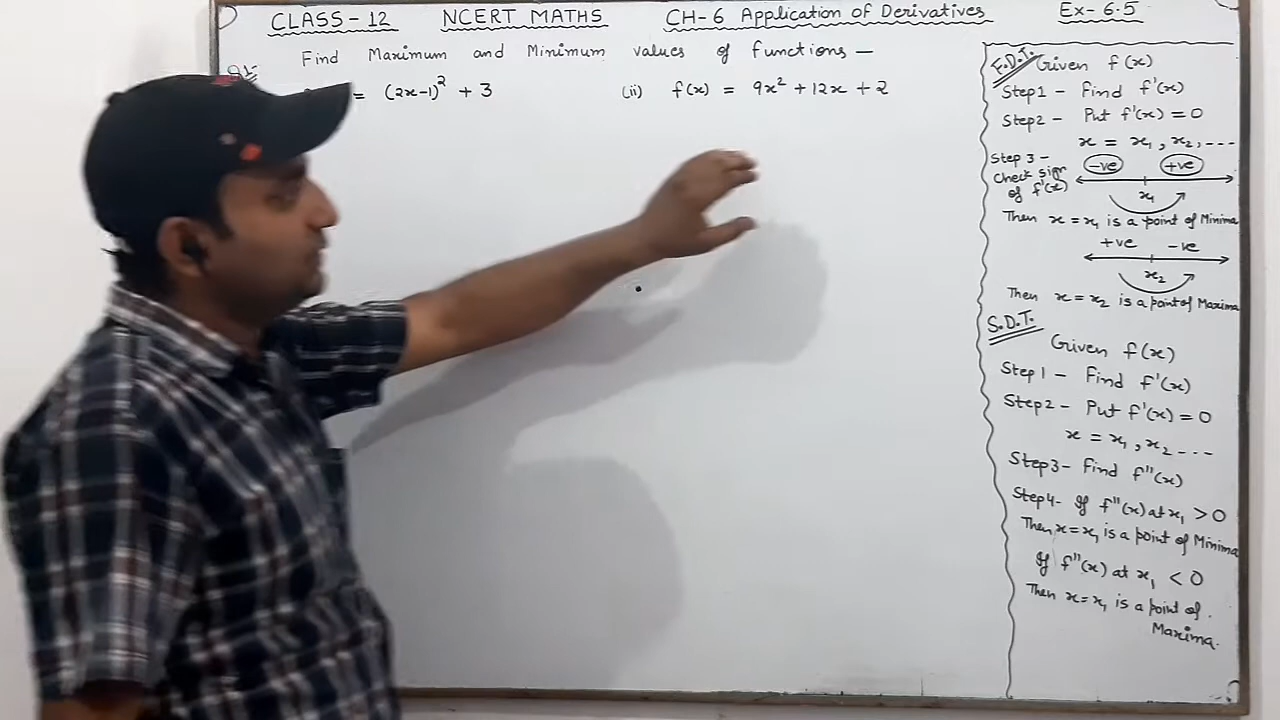 CLASS-12 NCERT MATHS CH-6 Application of Derivatives Ex-6.5
Find Maximum and Minimum values of functions —
= (2x-1)² + 3 (ii) f(x) = 9x² + 12x + 2
F.D.T. Given f(x)
Step1 - Find f'(x)
Step2 - Put f'(x) = 0
x = x₁, x₂, ---
Step 3 -
Check sign of f'(x)
-ve +ve
x₁
Then x = x₁ is a point of Minima
+ve -ve
x₂
Then x = x₂ is a point of Maxima
S.D.T.
Given f(x)
Step 1 - Find f'(x)
Step2 - Put f'(x) = 0
x = x₁, x₂ ---
Step3 - Find f''(x)
Step4 - If f''(x) at x₁ > 0
Then x = x₁ is a point of Minima
If f''(x) at x₁ < 0
Then x = x₁ is a point of .
Maxima.